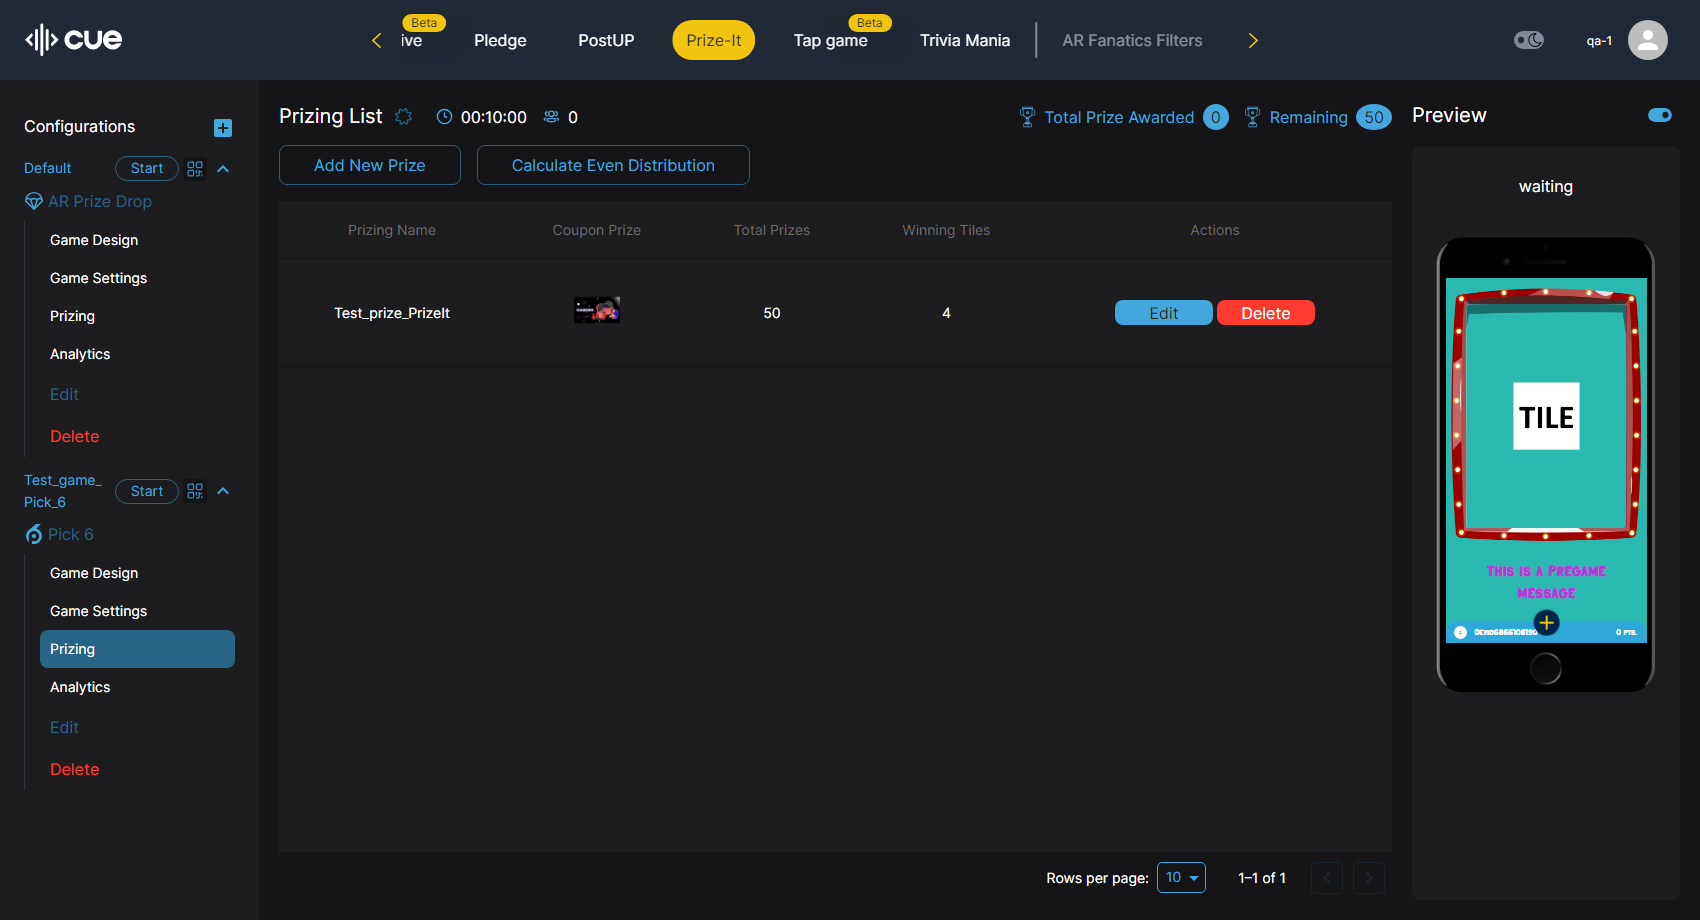 cue
Beta
ive
Pledge
PostUP
Prize-It
Beta
Tap game
Trivia Mania
AR Fanatics Filters
qa-1
Configurations
Default
Start
AR Prize Drop
Game Design
Game Settings
Prizing
Analytics
Edit
Delete
Test_game_
Pick_6
Start
Pick 6
Game Design
Game Settings
Prizing
Analytics
Edit
Delete
Prizing List
00:10:00
0
Total Prize Awarded 0
Remaining 50
Add New Prize
Calculate Even Distribution
Prizing Name Coupon Prize Total Prizes Winning Tiles Actions
Test_prize_PrizeIt 50 4 Edit Delete
Rows per page: 10 1–1 of 1
Preview
waiting
TILE
THIS IS A PREGAME
MESSAGE
0 PTS.